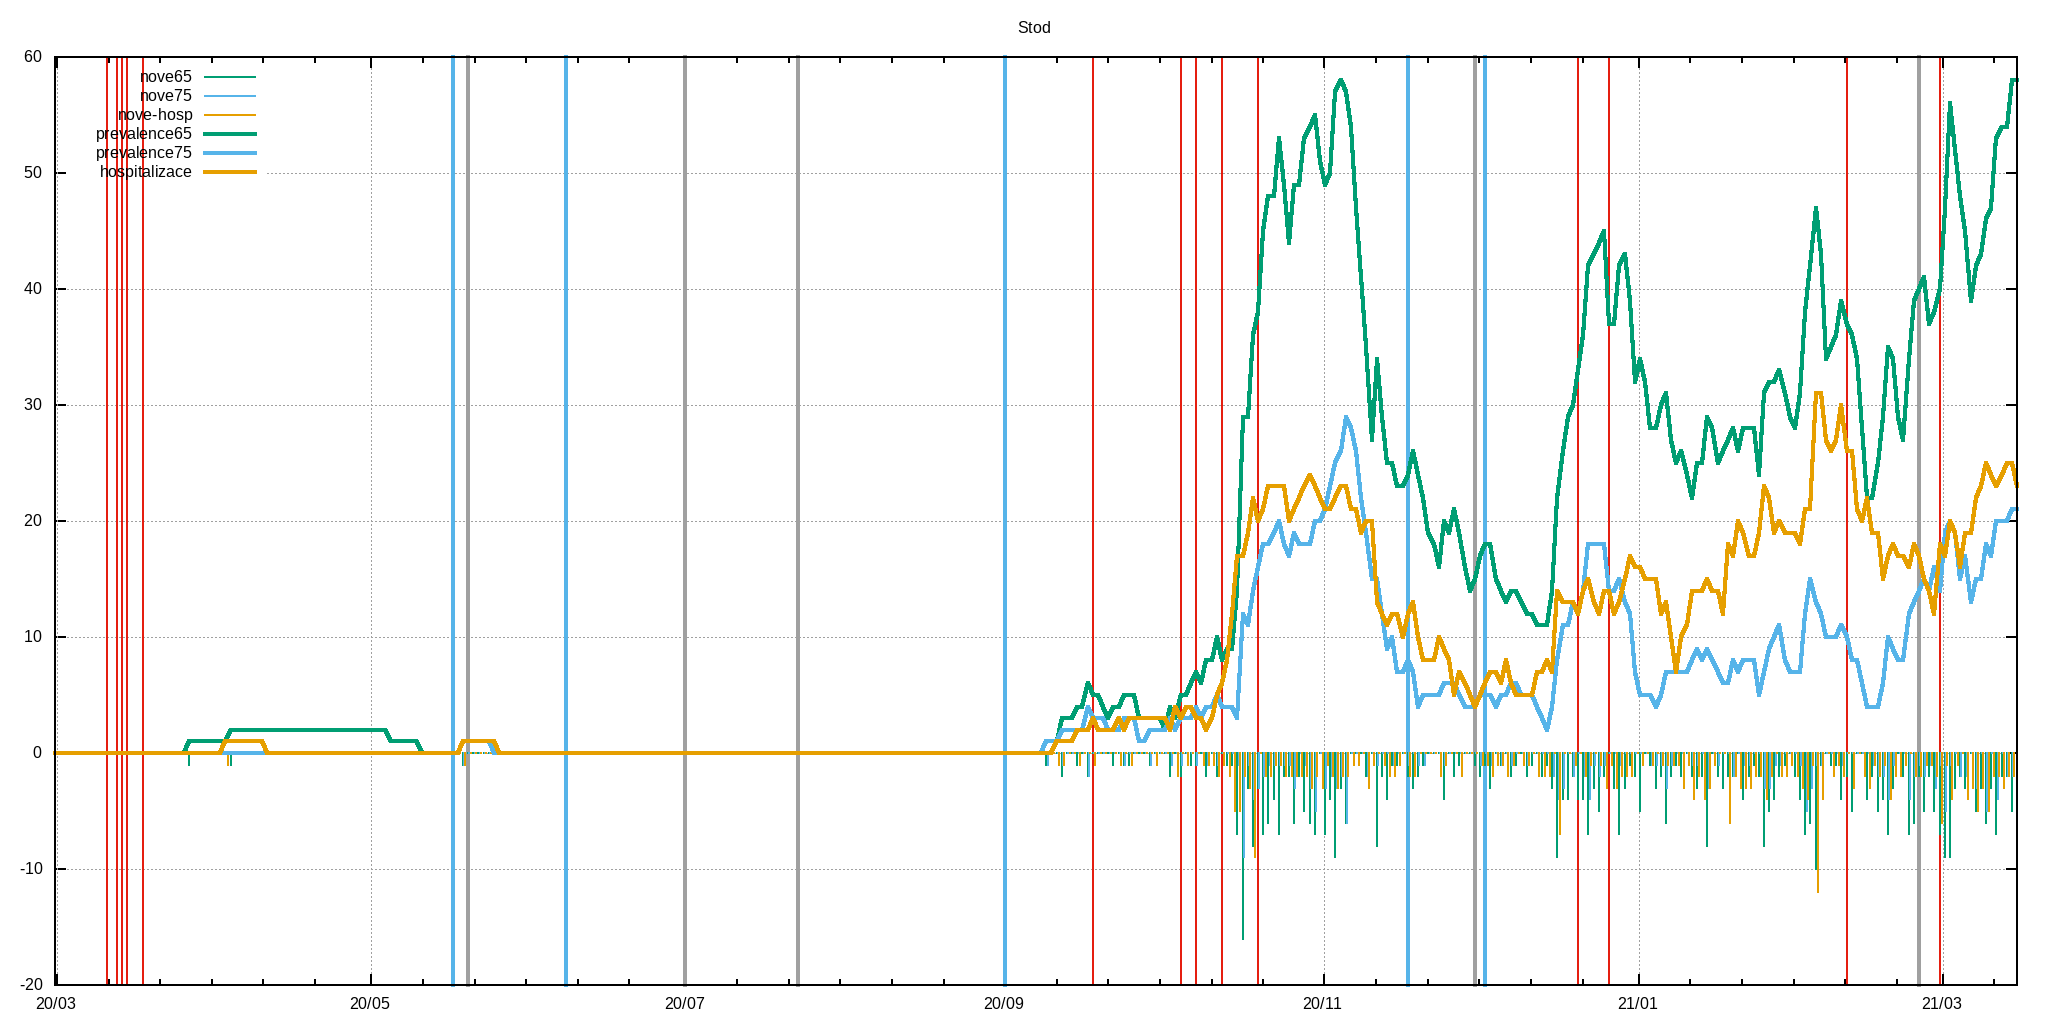 Stod
60
nove65
nove75
nove-hosp
prevalence65
prevalence75
hospitalizace
50
40
30
20
10
0
-10
-20
20/03 20/05 20/07 20/09 20/11 21/01 21/03